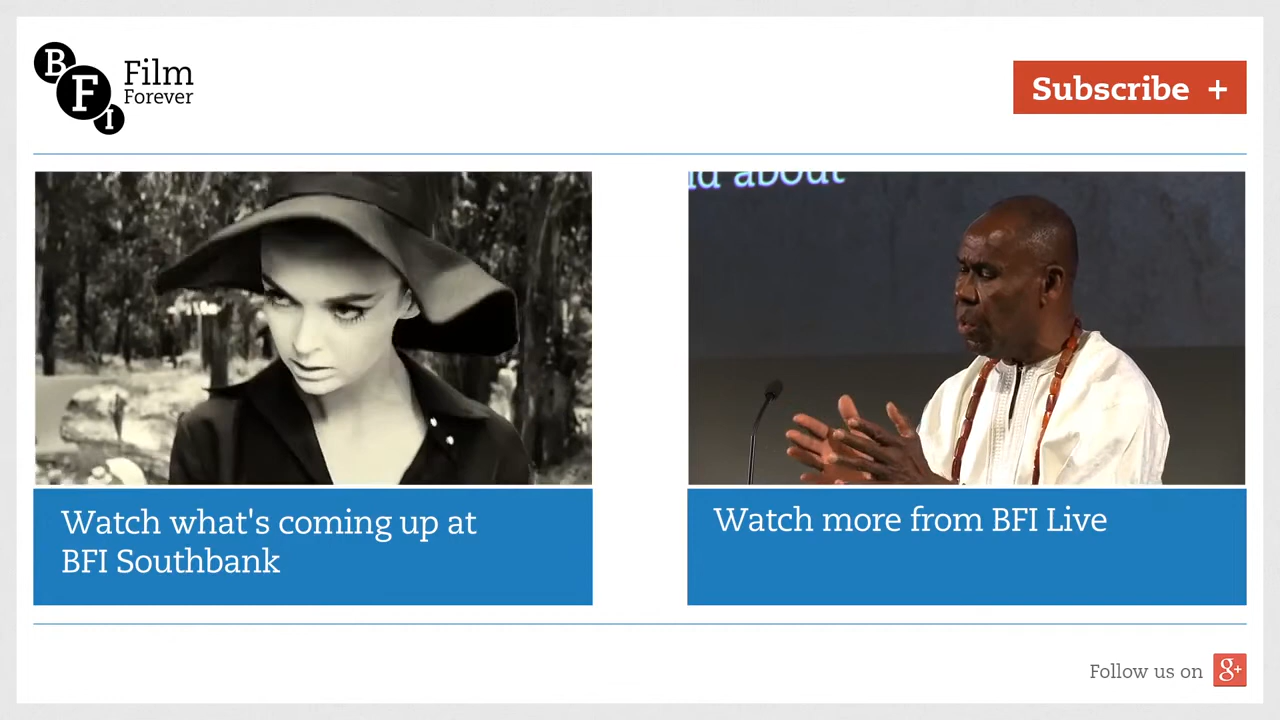 BFI
Film
Forever
Subscribe +
d about
Watch what's coming up at
BFI Southbank
Watch more from BFI Live
Follow us on g+